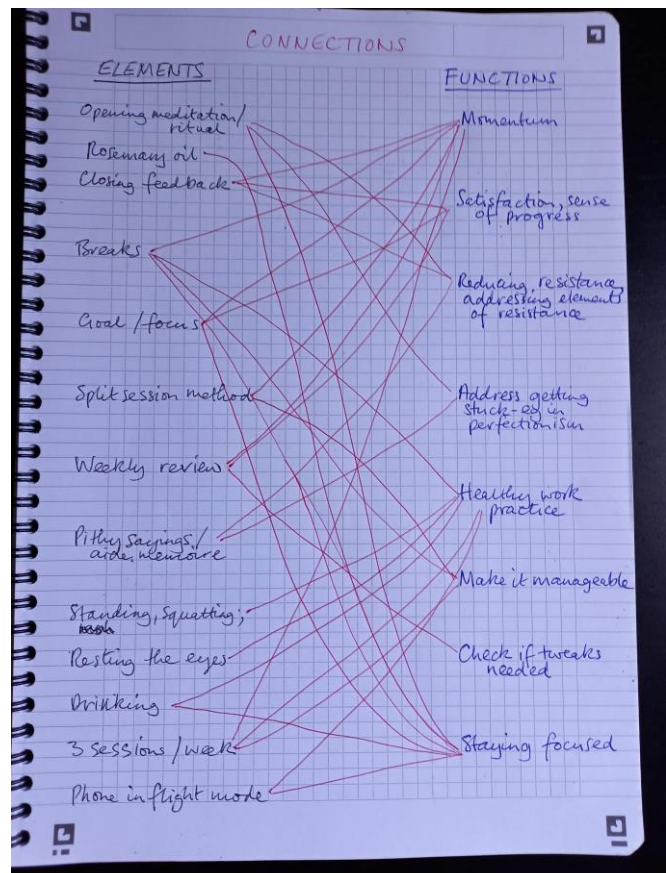 CONNECTIONS
ELEMENTS
Opening meditation/
ritual
Rosemary oil
Closing feedback
Breaks
Goal / focus
Split session method
Weekly review
Pithy sayings/
aide memoire
Standing, Squatting,
Resting the eyes
Drinking
3 sessions / week
Phone in flight mode
FUNCTIONS
Momentum
Satisfaction, sense
of progress
Reducing resistance,
addressing elements
of resistance
Address getting
stuck - eg in
perfectionism
Healthy work
practice
Make it manageable
Check if tweaks
needed
Staying focused